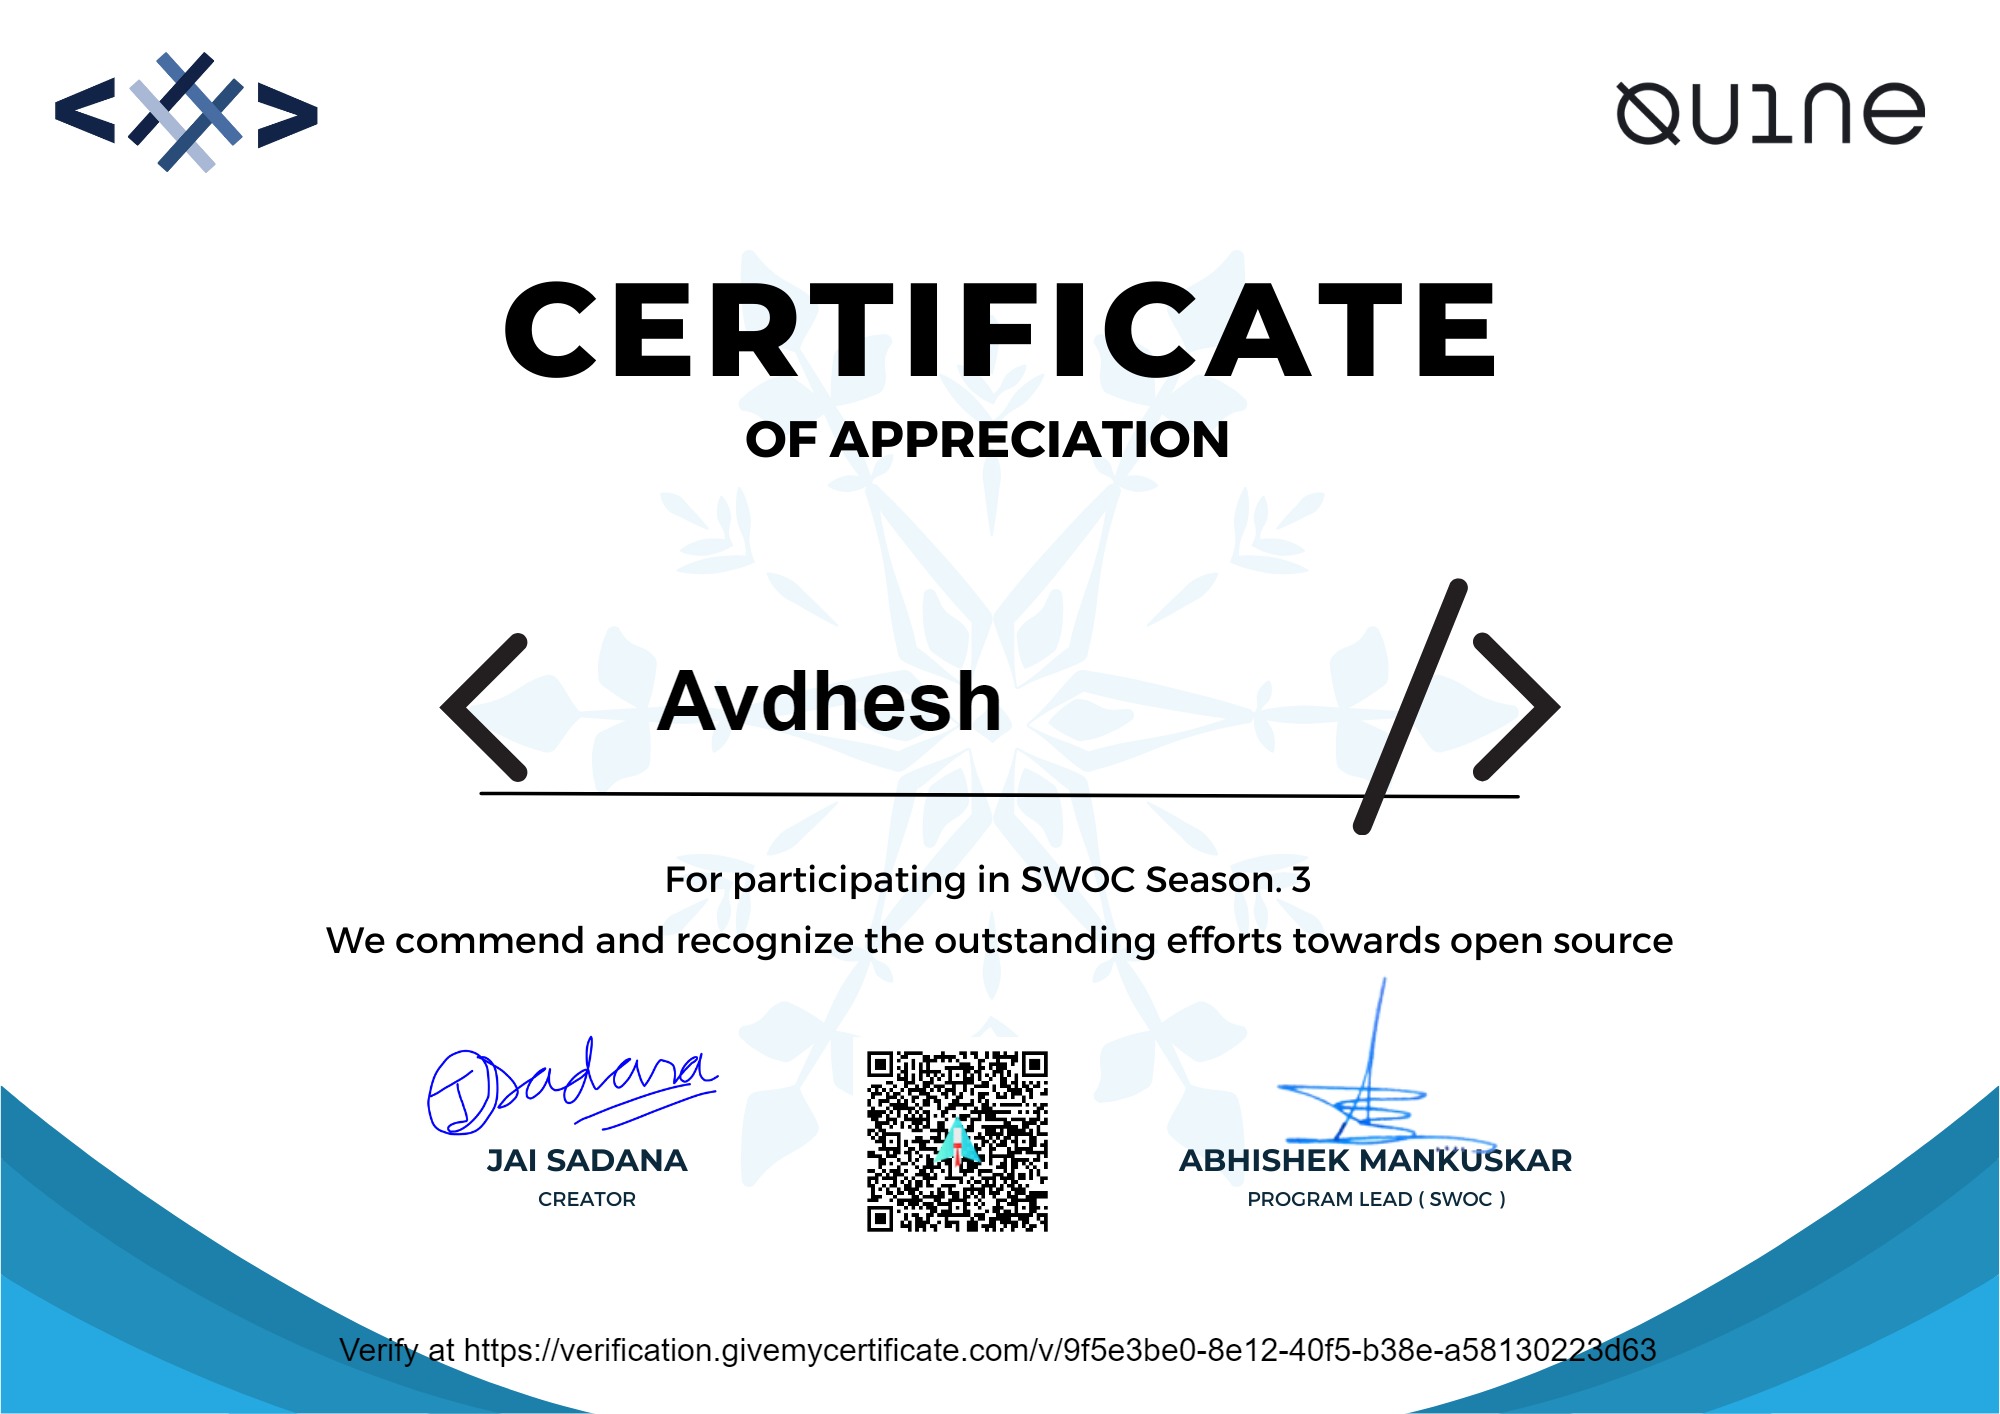 QUINE
CERTIFICATE
OF APPRECIATION
Avdhesh
For participating in SWOC Season. 3
We commend and recognize the outstanding efforts towards open source
Jsadana
JAI SADANA
CREATOR
ABHISHEK MANKUSKAR
PROGRAM LEAD ( SWOC )
Verify at https://verification.givemycertificate.com/v/9f5e3be0-8e12-40f5-b38e-a58130223d63